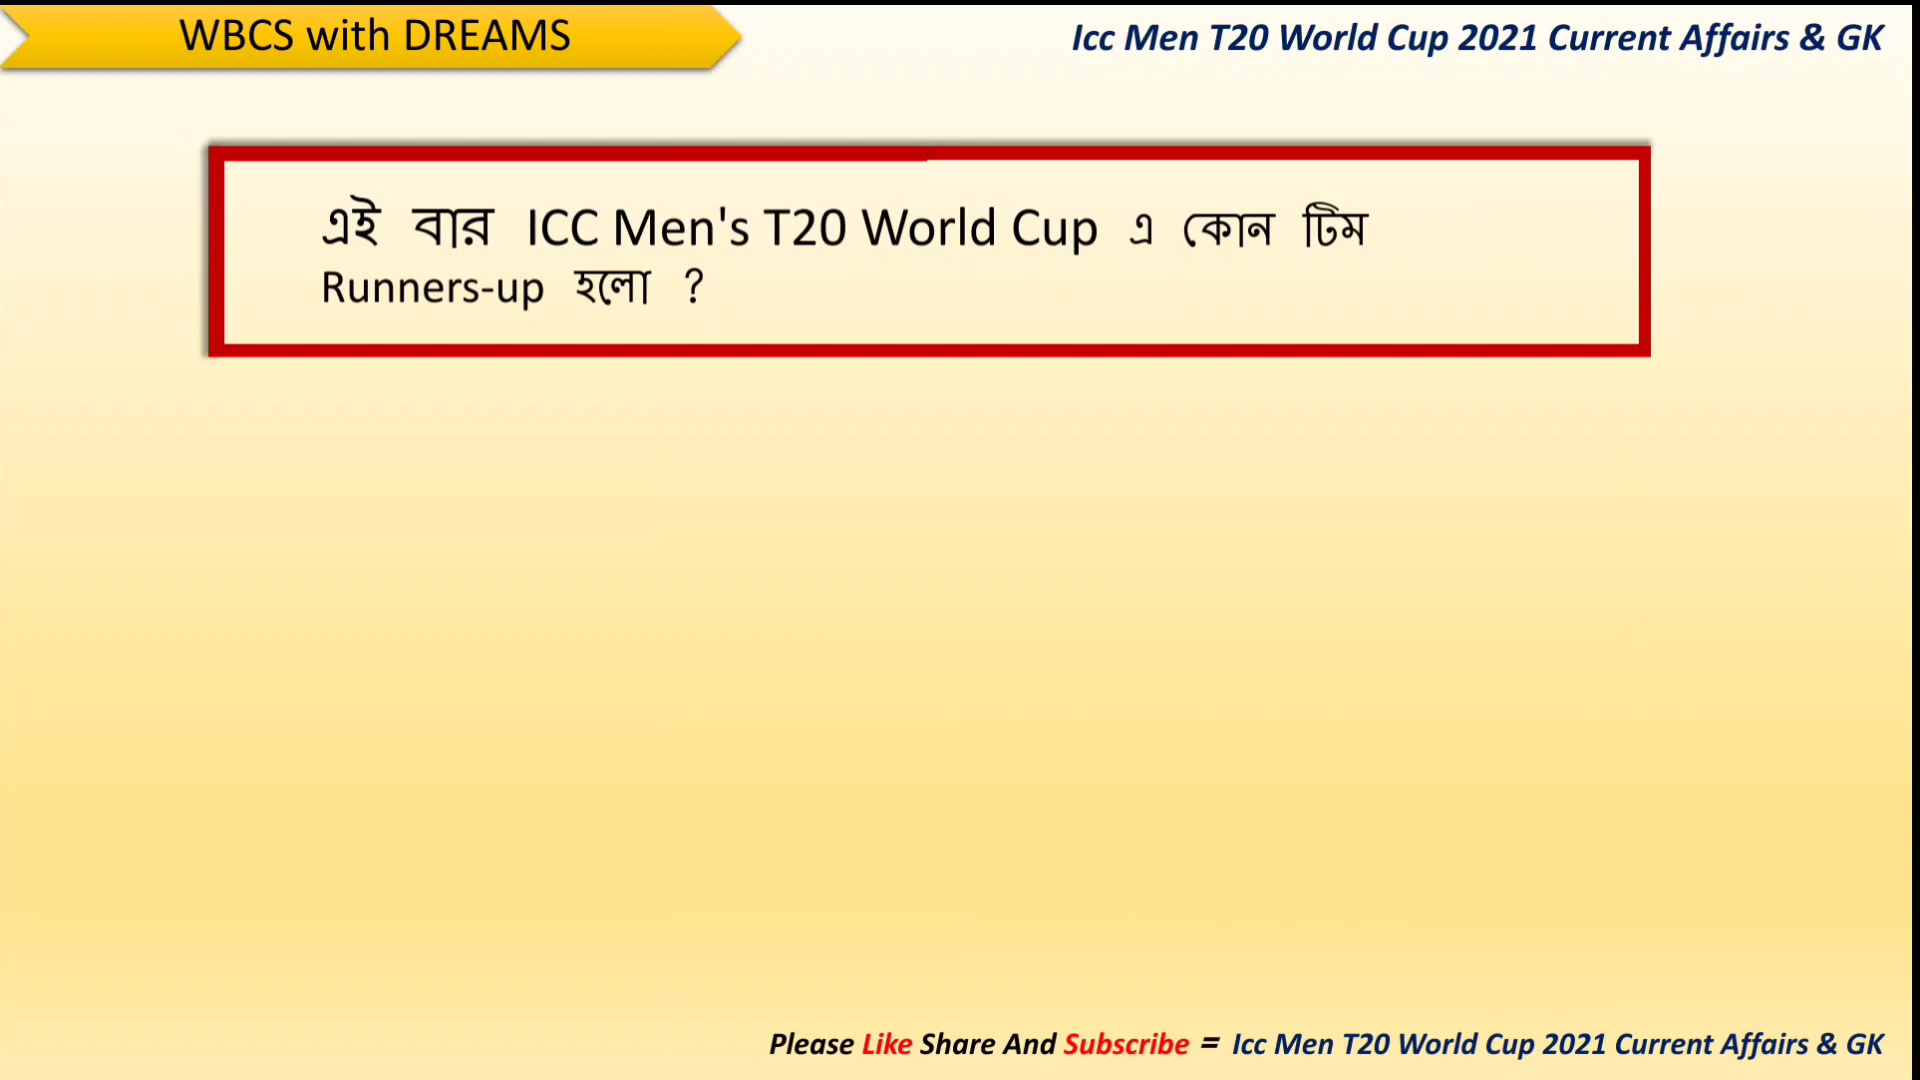 WBCS with DREAMS
Icc Men T20 World Cup 2021 Current Affairs & GK
এই বার ICC Men's T20 World Cup এ কোন টিম
Runners-up হলো ?
Please Like Share And Subscribe = Icc Men T20 World Cup 2021 Current Affairs & GK